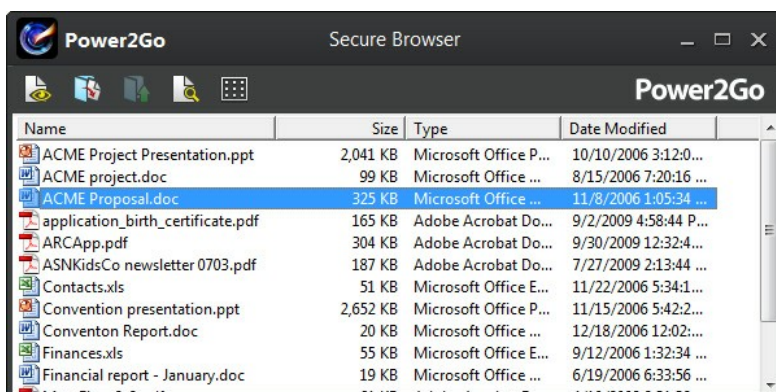 Power2Go Secure Browser
Power2Go
Name Size Type Date Modified
ACME Project Presentation.ppt 2,041 KB Microsoft Office P... 10/10/2006 3:12:0...
ACME project.doc 99 KB Microsoft Office ... 8/15/2006 7:20:16 ...
ACME Proposal.doc 325 KB Microsoft Office ... 11/8/2006 1:05:34 ...
application_birth_certificate.pdf 165 KB Adobe Acrobat Do... 9/2/2009 4:58:44 P...
ARCApp.pdf 304 KB Adobe Acrobat Do... 9/30/2009 12:32:4...
ASNKidsCo newsletter 0703.pdf 187 KB Adobe Acrobat Do... 7/27/2009 2:13:44 ...
Contacts.xls 51 KB Microsoft Office E... 11/22/2006 5:34:1...
Convention presentation.ppt 2,652 KB Microsoft Office P... 11/15/2006 5:42:2...
Conventon Report.doc 20 KB Microsoft Office ... 12/18/2006 12:02:...
Finances.xls 55 KB Microsoft Office E... 9/12/2006 1:32:34 ...
Financial report - January.doc 19 KB Microsoft Office ... 6/19/2006 6:33:56 ...